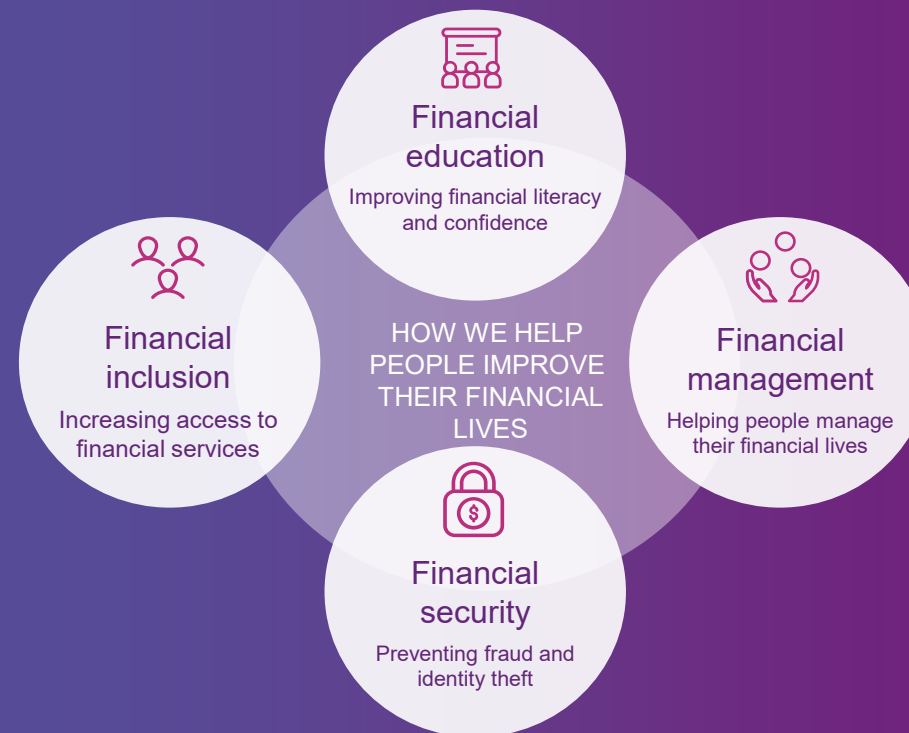 Financial
education
Improving financial literacy
and confidence
Financial
inclusion
Increasing access to
financial services
HOW WE HELP
PEOPLE IMPROVE
THEIR FINANCIAL
LIVES
Financial
management
Helping people manage
their financial lives
$
Financial
security
Preventing fraud and
identity theft